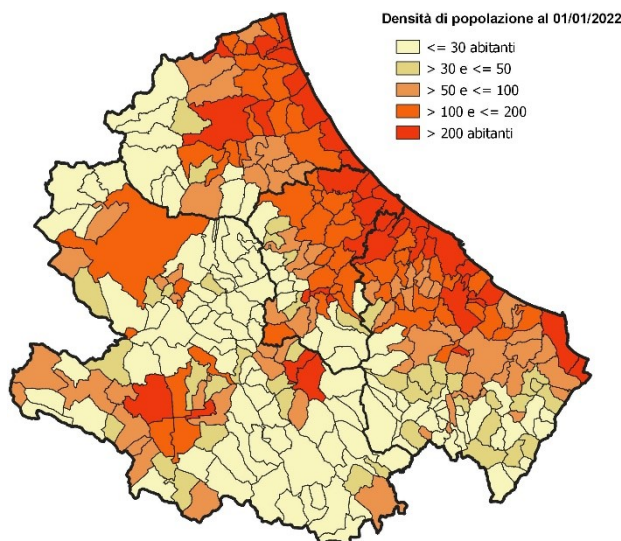 Densità di popolazione al 01/01/2022
<= 30 abitanti
> 30 e <= 50
> 50 e <= 100
> 100 e <= 200
> 200 abitanti